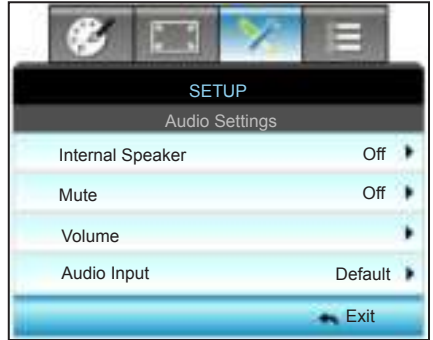 SETUP
Audio Settings
Internal Speaker Off
Mute Off
Volume
Audio Input Default
Exit